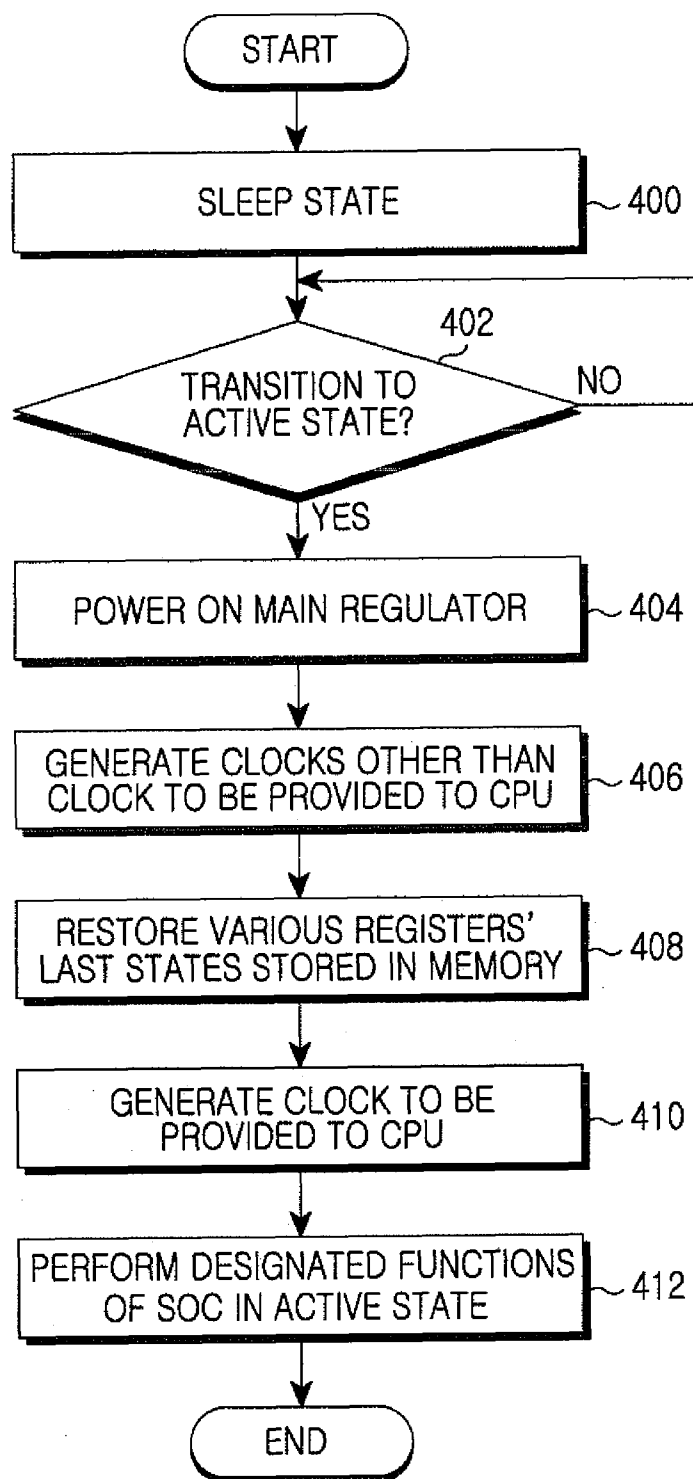 START
SLEEP STATE
400
402
TRANSITION TO
ACTIVE STATE?
NO
YES
POWER ON MAIN REGULATOR
404
GENERATE CLOCKS OTHER THAN
CLOCK TO BE PROVIDED TO CPU
406
RESTORE VARIOUS REGISTERS'
LAST STATES STORED IN MEMORY
408
GENERATE CLOCK TO BE
PROVIDED TO CPU
410
PERFORM DESIGNATED FUNCTIONS
OF SOC IN ACTIVE STATE
412
END